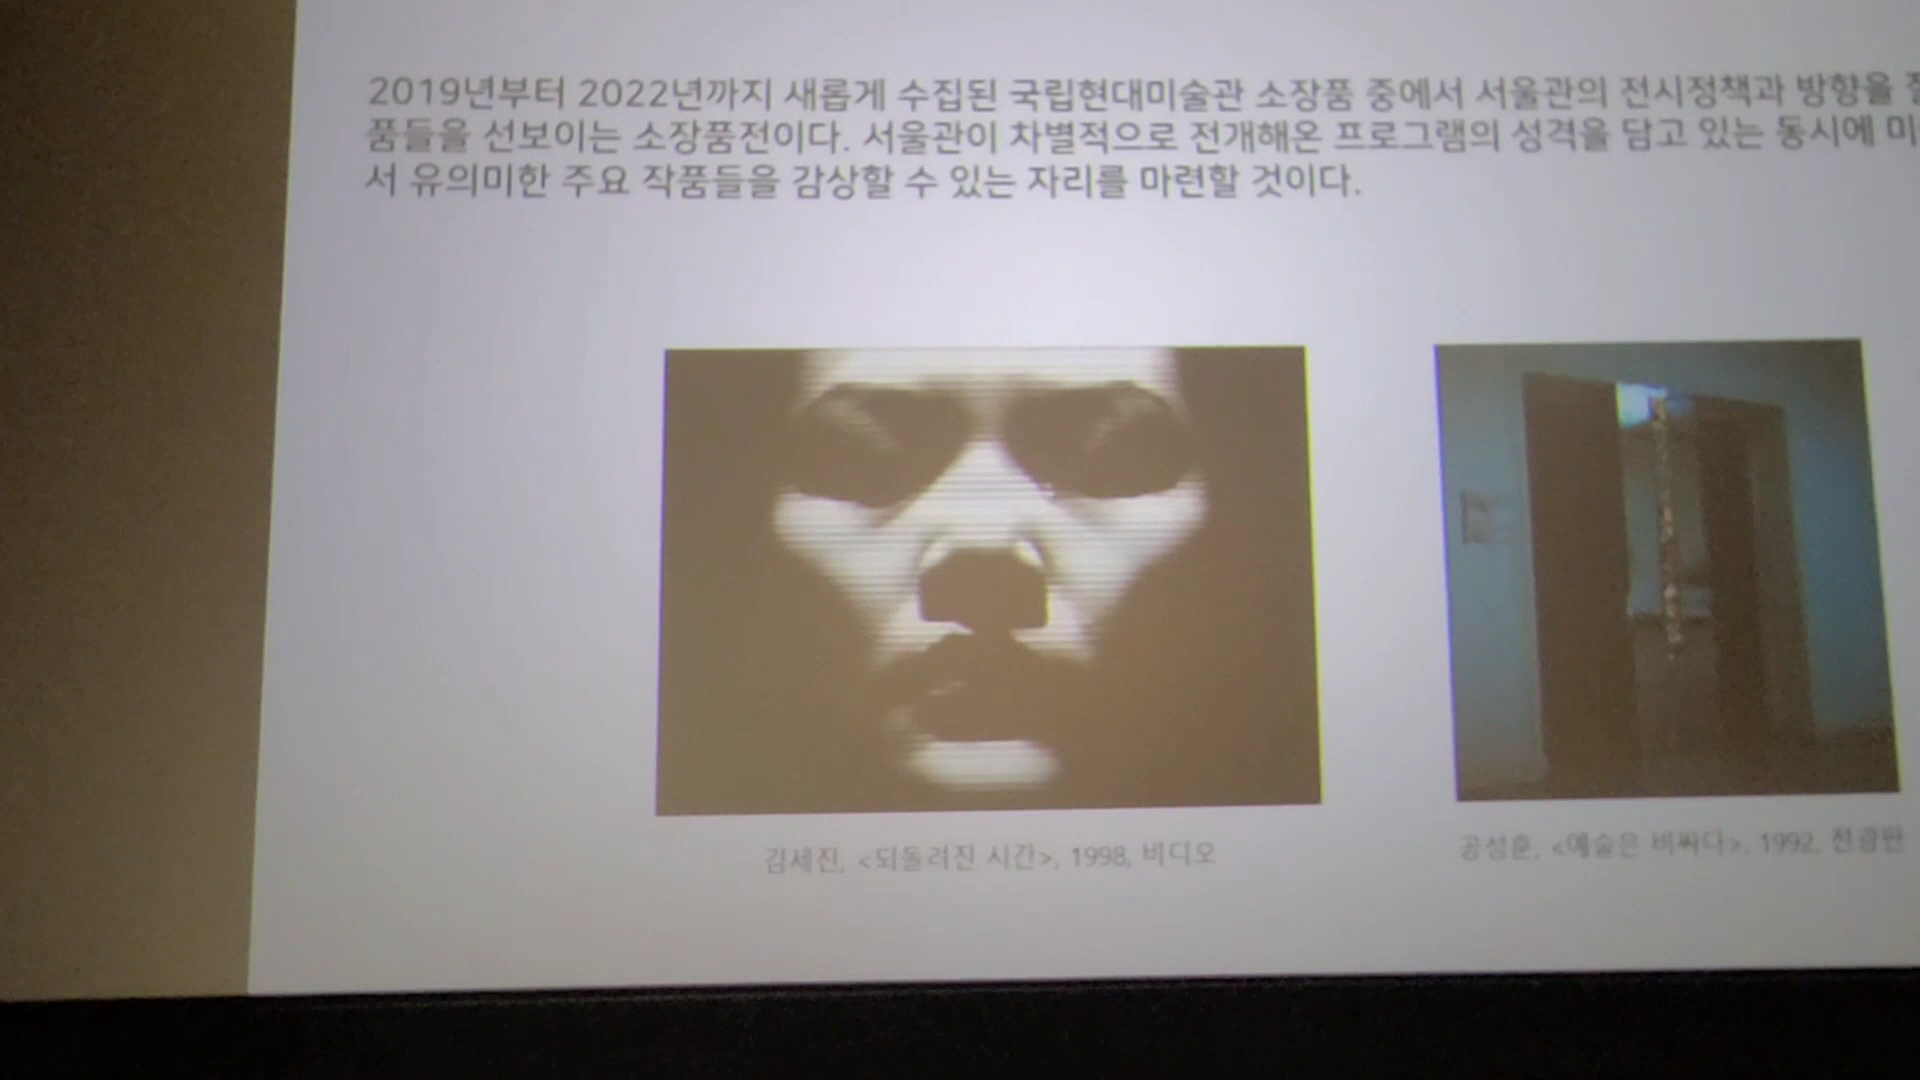 2019년부터 2022년까지 새롭게 수집된 국립현대미술관 소장품 중에서 서울관의 전시정책과 방향을
품들을 선보이는 소장품전이다. 서울관이 차별적으로 전개해온 프로그램의 성격을 담고 있는 동시에
서 유의미한 주요 작품들을 감상할 수 있는 자리를 마련할 것이다.
김세진, <되돌려진 시간>, 1998, 비디오
공성훈, <예술은 비싸다>, 1992, 전광판